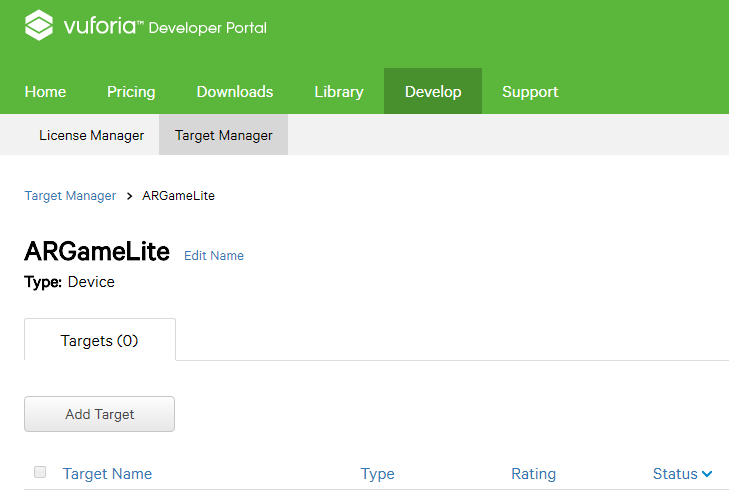 vuforia™ Developer Portal
Home Pricing Downloads Library Develop Support
License Manager Target Manager
Target Manager > ARGameLite
ARGameLite Edit Name
Type: Device
Targets (0)
Add Target
Target Name Type Rating Status